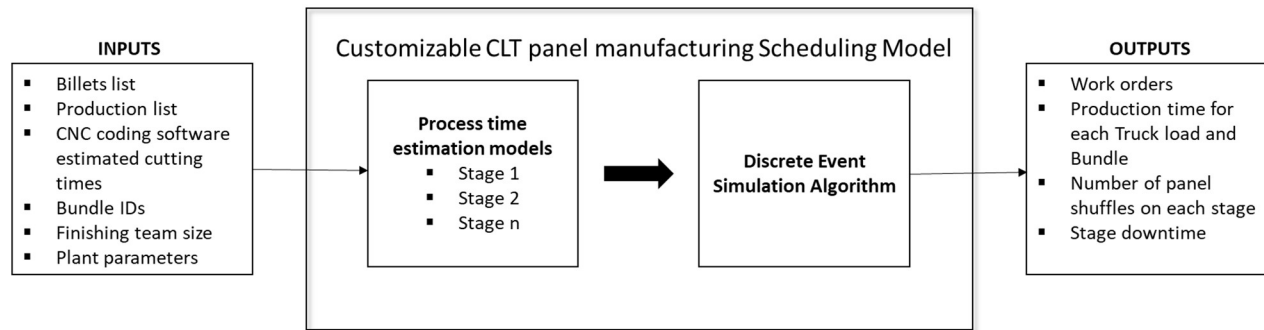 INPUTS
▪ Billets list
▪ Production list
▪ CNC coding software
estimated cutting
times
▪ Bundle IDs
▪ Finishing team size
▪ Plant parameters
Customizable CLT panel manufacturing Scheduling Model
Process time
estimation models
▪ Stage 1
▪ Stage 2
▪ Stage n
Discrete Event
Simulation Algorithm
OUTPUTS
▪ Work orders
▪ Production time for
each Truck load and
Bundle
▪ Number of panel
shuffles on each stage
▪ Stage downtime